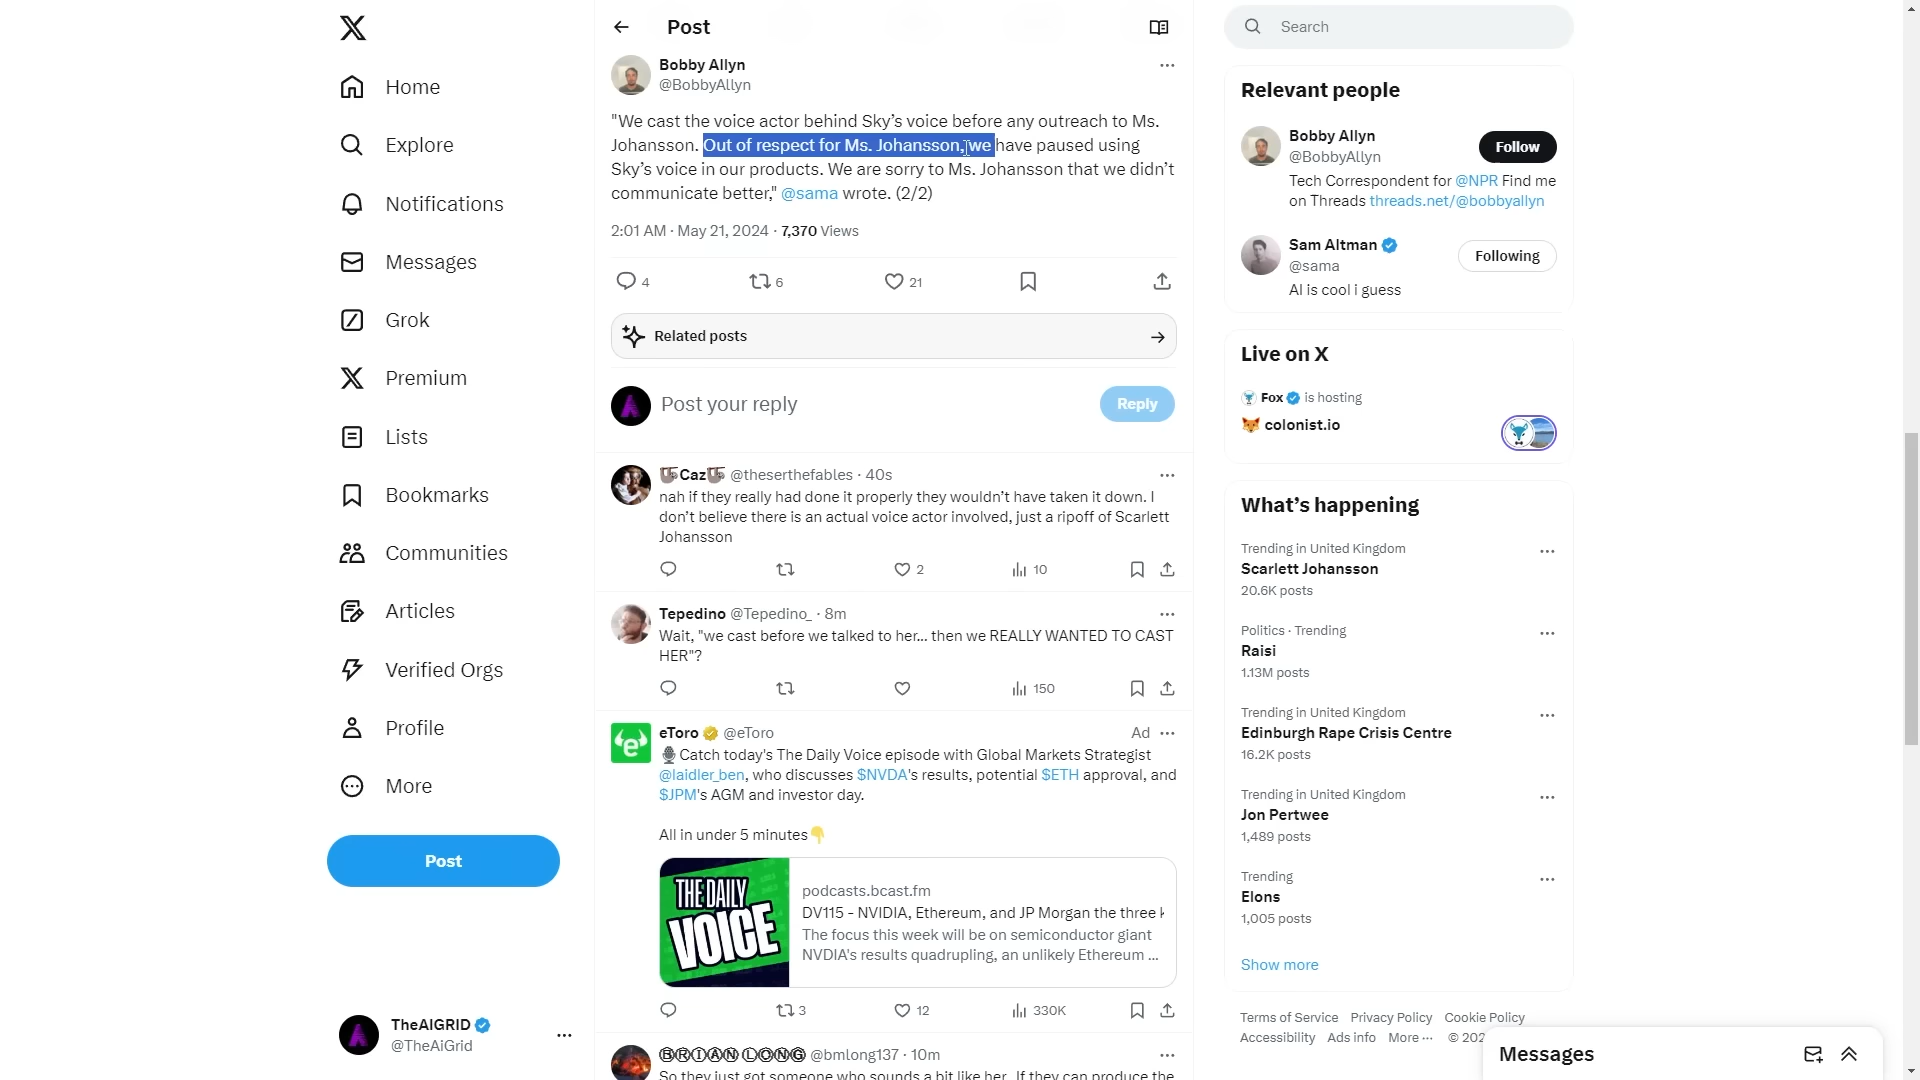 Home
Explore
Notifications
Messages
Grok
Premium
Lists
Bookmarks
Communities
Articles
Verified Orgs
Profile
More
Post
TheAIGRID
@TheAiGrid
Post
Bobby Allyn
@BobbyAllyn
"We cast the voice actor behind Sky’s voice before any outreach to Ms.
Johansson. Out of respect for Ms. Johansson, we have paused using
Sky’s voice in our products. We are sorry to Ms. Johansson that we didn’t
communicate better," @sama wrote. (2/2)
2:01 AM · May 21, 2024 · 7,370 Views
4 6 21
Related posts
Post your reply
Reply
🦥Caz🦥 @theserthefables · 40s
nah if they really had done it properly they wouldn’t have taken it down. I
don’t believe there is an actual voice actor involved, just a ripoff of Scarlett
Johansson
2 10
Tepedino @Tepedino_ · 8m
Wait, "we cast before we talked to her... then we REALLY WANTED TO CAST
HER"?
150
eToro @eToro Ad
🎙️Catch today's The Daily Voice episode with Global Markets Strategist
@laidler_ben, who discusses $NVDA's results, potential $ETH approval, and
$JPM's AGM and investor day.
All in under 5 minutes👇
THE DAILY
VOICE
podcasts.bcast.fm
DV115 - NVIDIA, Ethereum, and JP Morgan the three
The focus this week will be on semiconductor giant
NVDIA's results quadrupling, an unlikely Ethereum ...
3 12 330K
ⒷⓇⒾⒶⓃ ⓁⓄⓃⒼ @bmlong137 · 10m
So they just got someone who sounds a bit like her. If they can produce the
Search
Relevant people
Bobby Allyn
@BobbyAllyn
Follow
Tech Correspondent for @NPR Find me
on Threads threads.net/@bobbyallyn
Sam Altman
@sama
Following
AI is cool i guess
Live on X
Fox is hosting
🦊 colonist.io
What’s happening
Trending in United Kingdom
Scarlett Johansson
20.6K posts
Politics · Trending
Raisi
1.13M posts
Trending in United Kingdom
Edinburgh Rape Crisis Centre
16.2K posts
Trending in United Kingdom
Jon Pertwee
1,489 posts
Trending
Elons
1,005 posts
Show more
Terms of Service Privacy Policy Cookie Policy
Accessibility Ads info More ··· ©
Messages